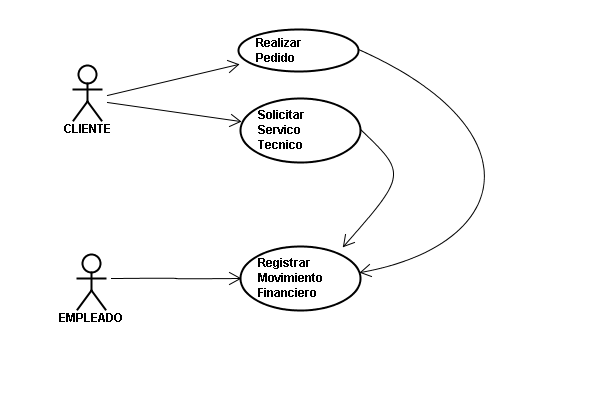 Realizar
Pedido
CLIENTE
Solicitar
Servico
Tecnico
Registrar
Movimiento
Financiero
EMPLEADO